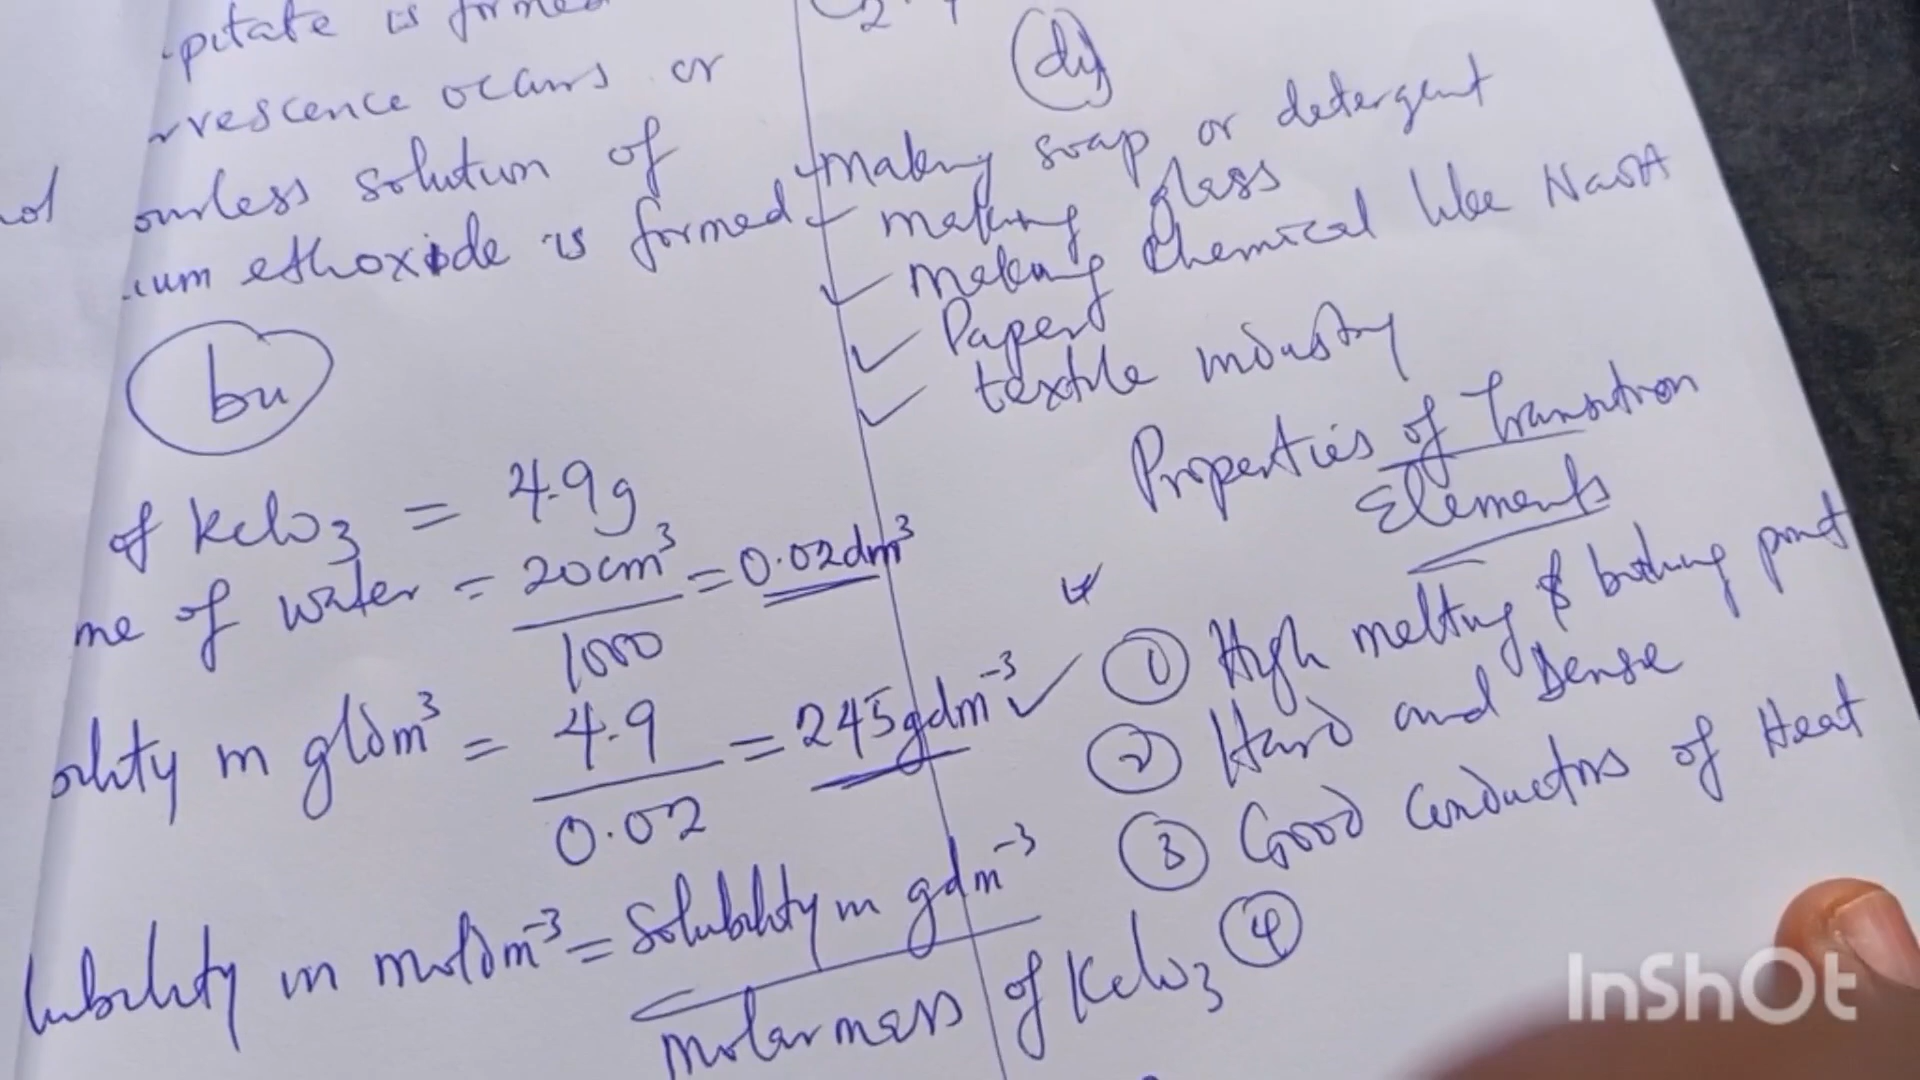 pitate is formed
rvescence occurs or
ourless solution of
ium ethoxide is formed
bii
of KClO3 = 4.9g
me of water = 20cm³/1000 = 0.02dm³
bility in g/dm³ = 4.9/0.02 = 245gdm⁻³ ✓
lubility in moldm⁻³ = Solubility in gdm⁻³/molar mass of KClO3
2
di
making soap or detergent
making glass
✓ making chemical like NaOH
✓ Paper
✓ textile industry
Properties of Transition
Elements
① High melting & boiling point
② Hard and Dense
③ Good Conductors of Heat
④
InShOt